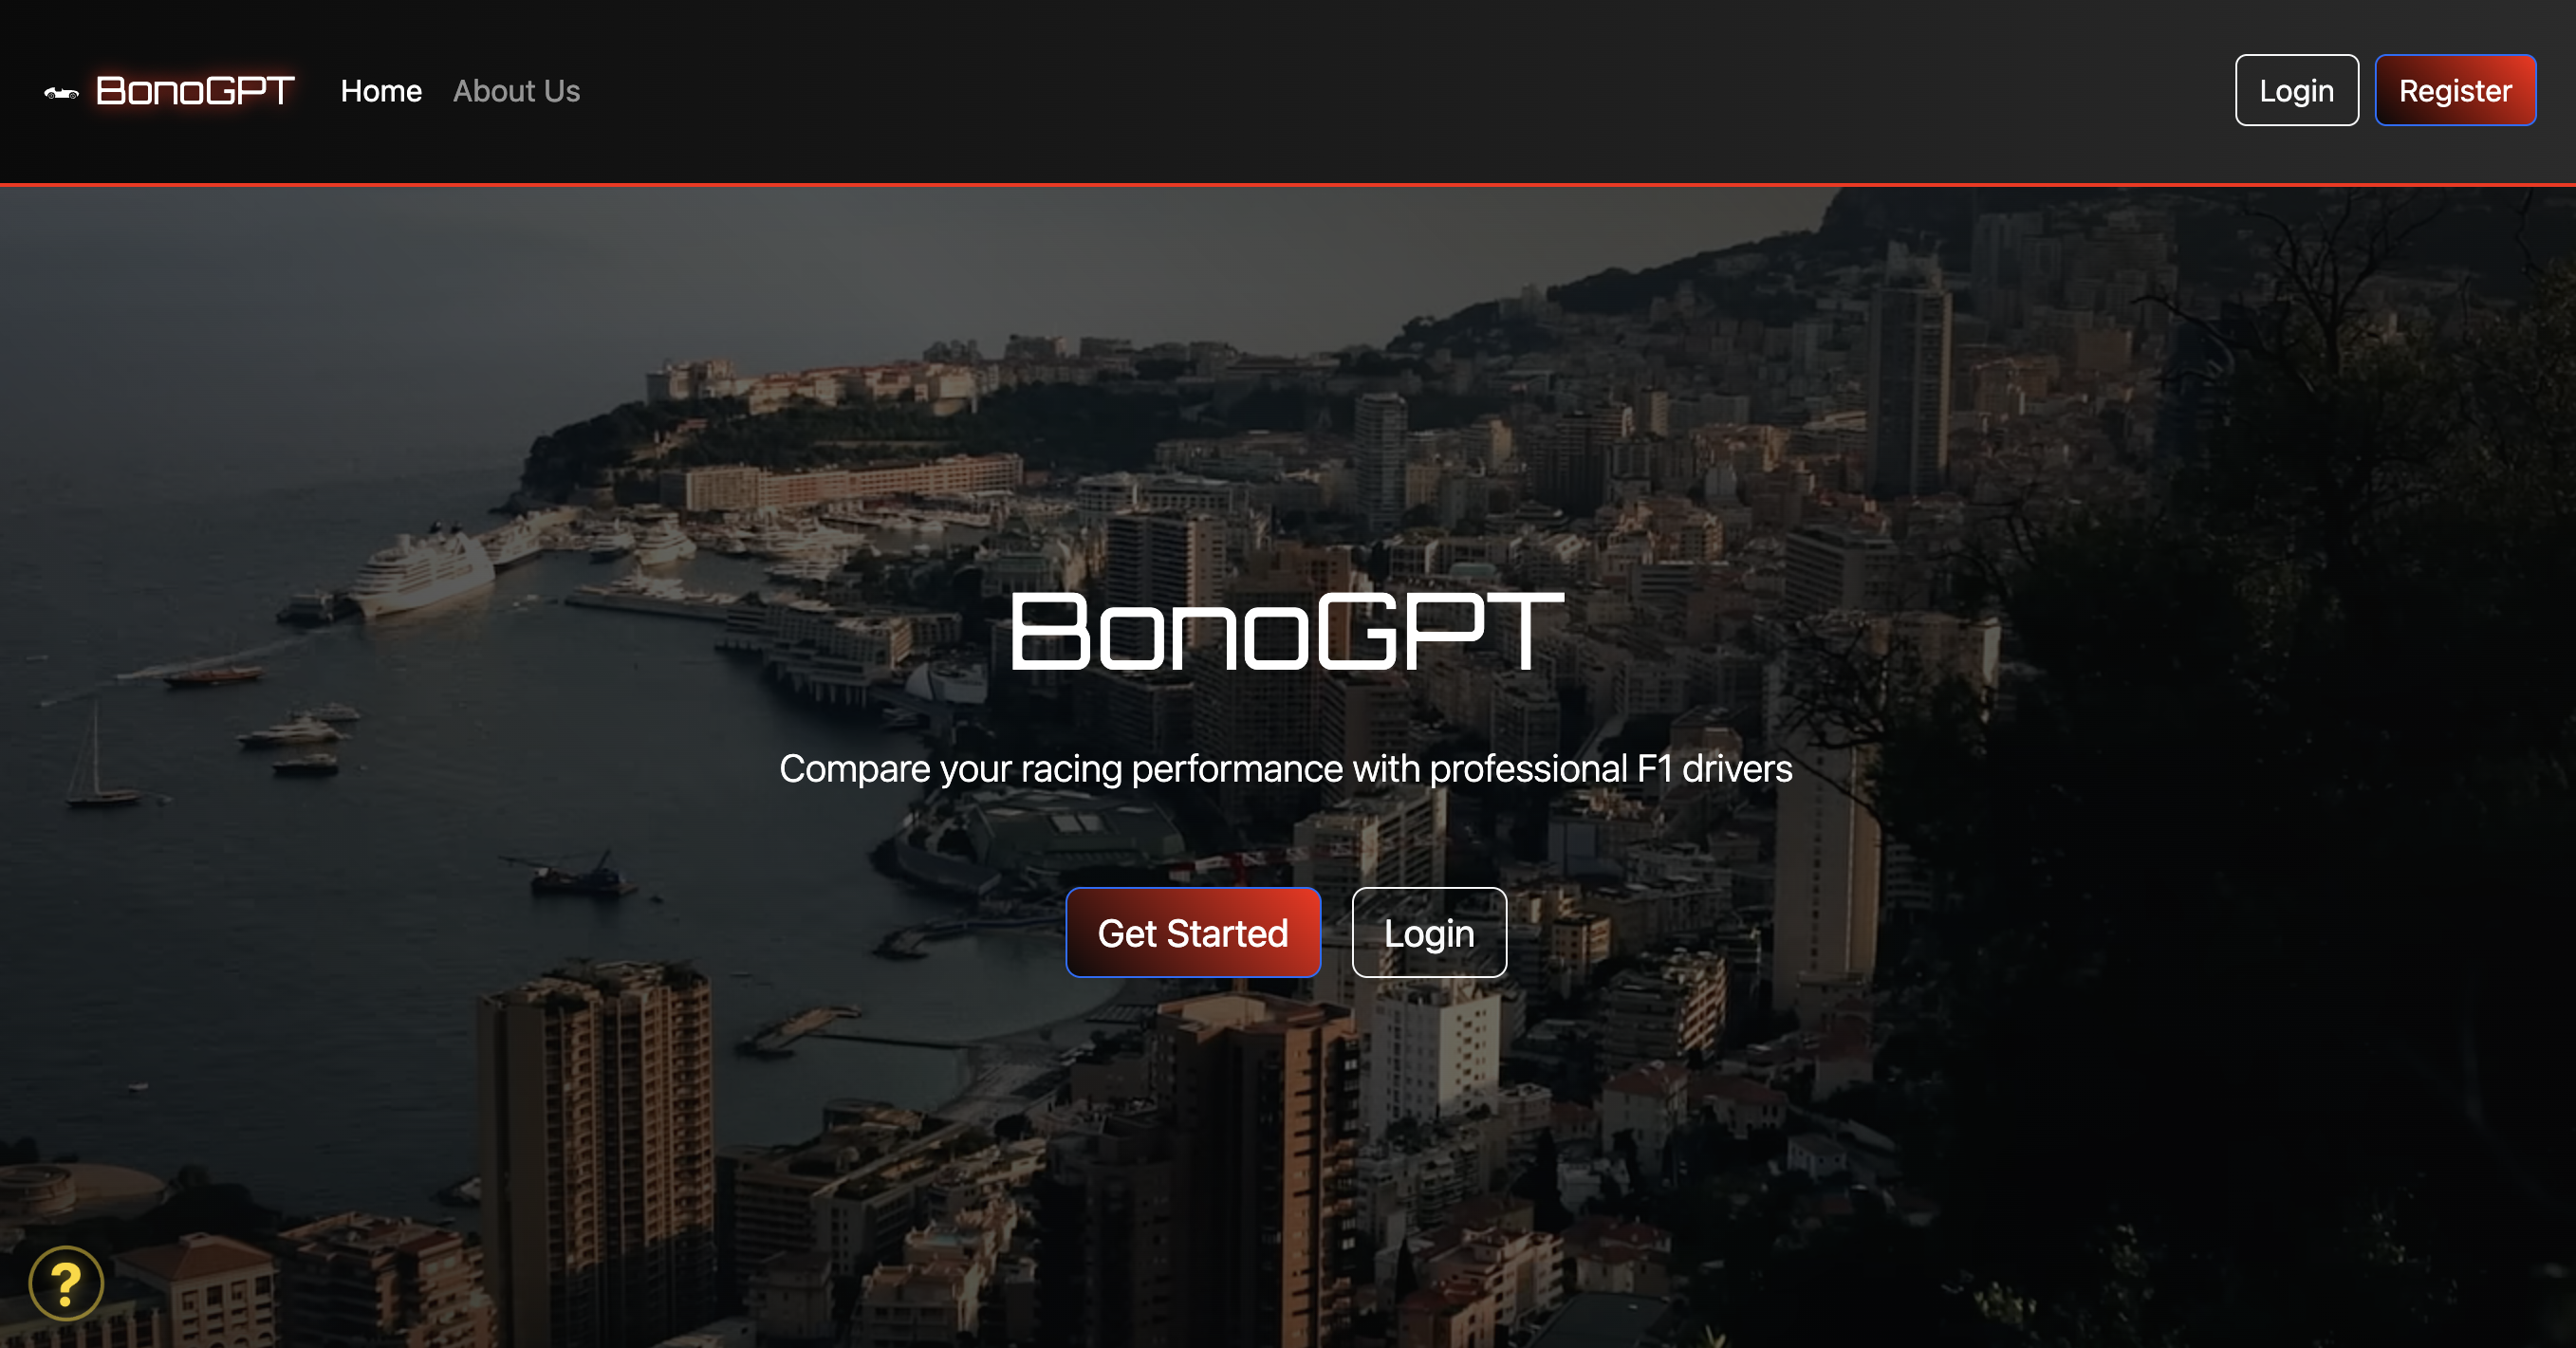 BonoGPT Home About Us Login Register
BonoGPT
Compare your racing performance with professional F1 drivers
Get Started Login
?